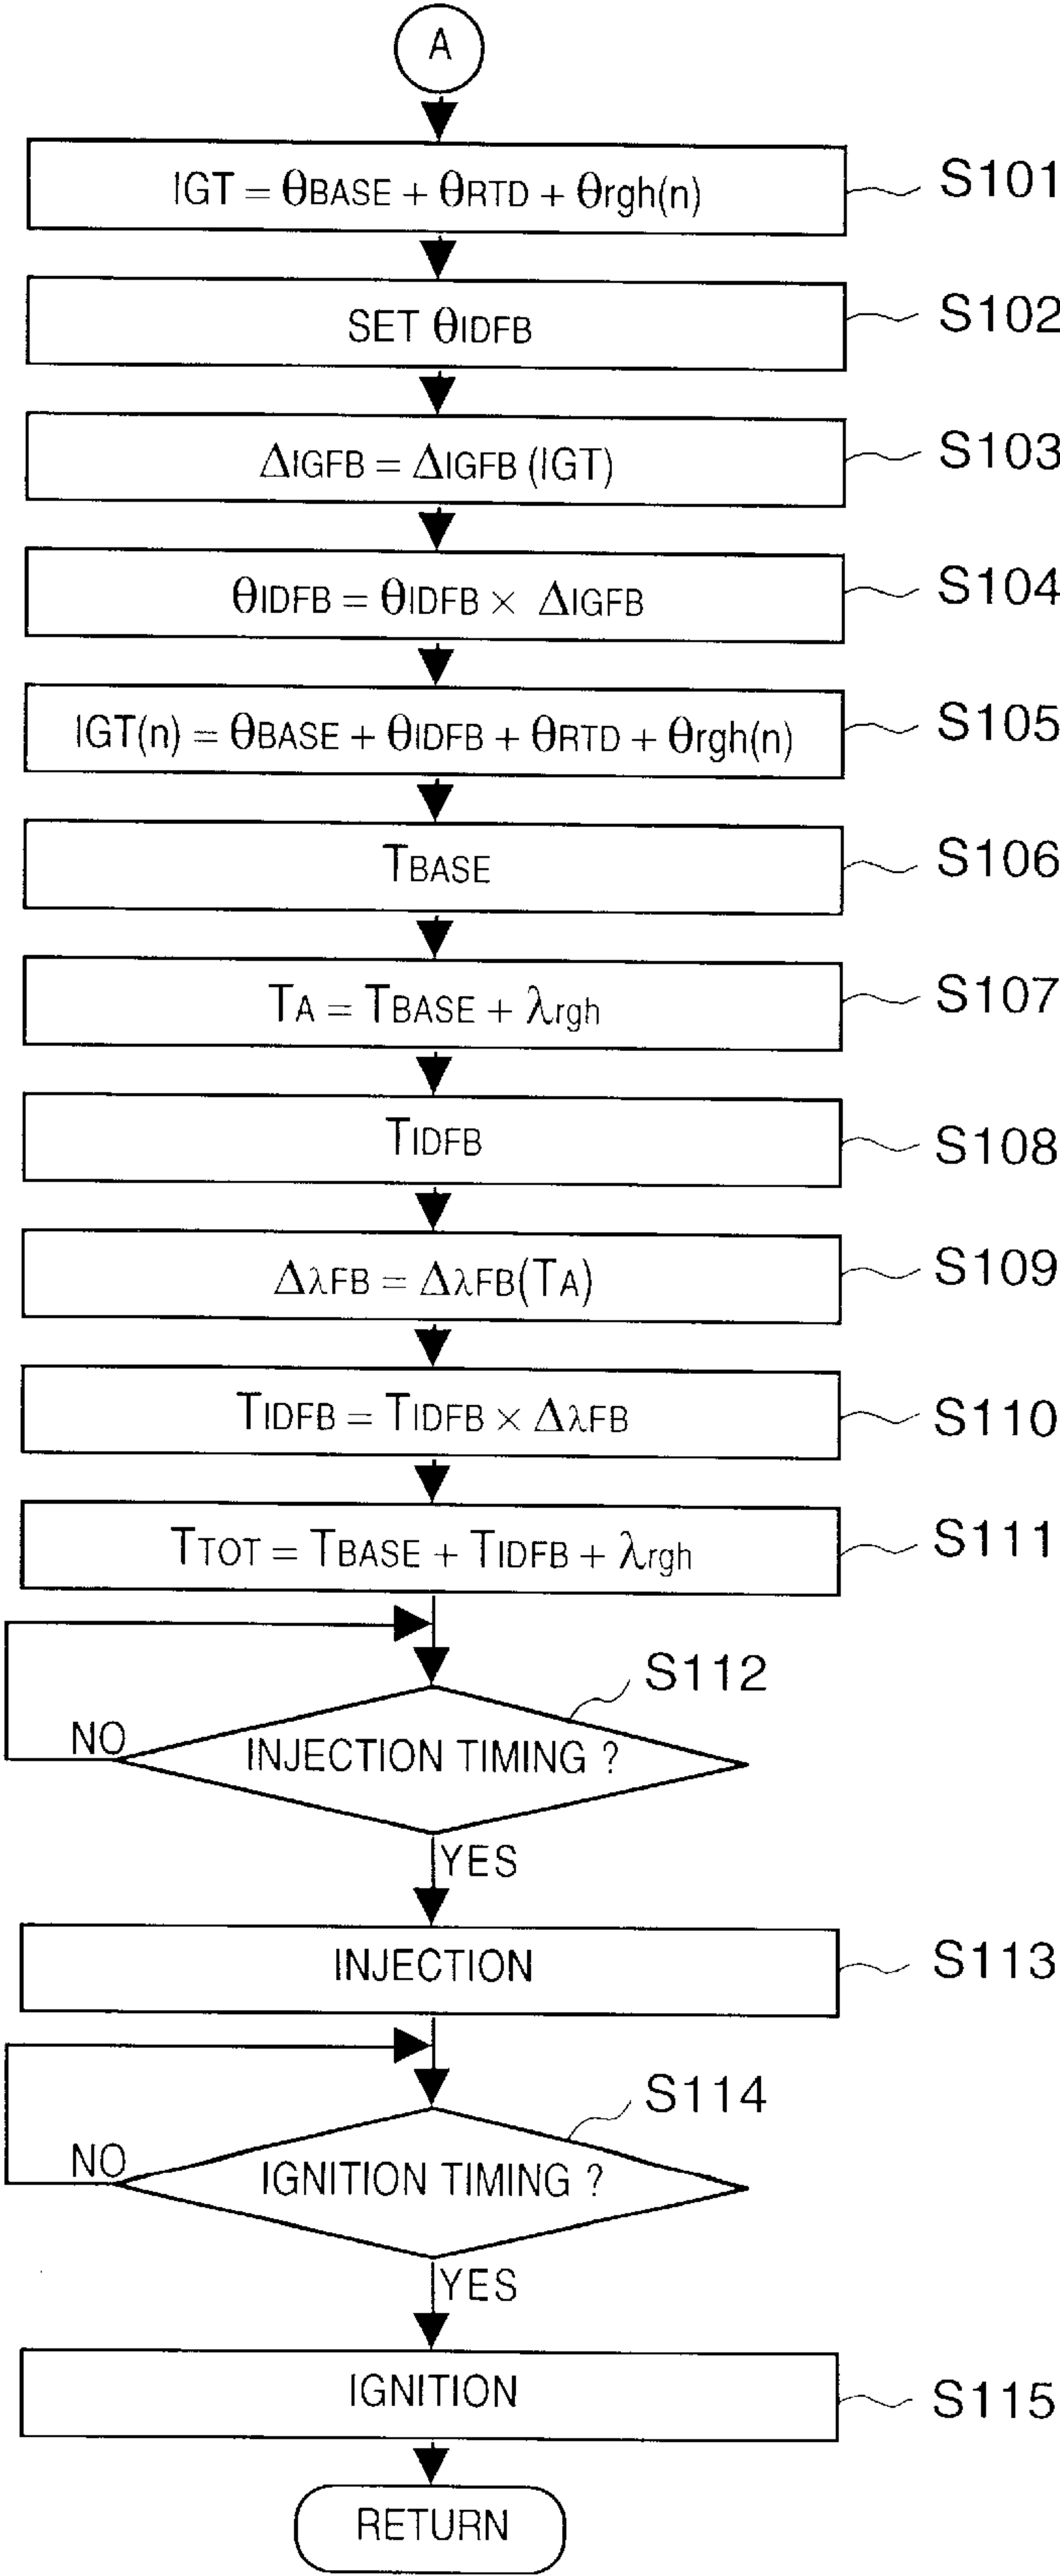 A
IGT = θBASE + θRTD + θrgh(n)
S101
SET θIDFB
S102
ΔIGFB = ΔIGFB (IGT)
S103
θIDFB = θIDFB × ΔIGFB
S104
IGT(n) = θBASE + θIDFB + θRTD + θrgh(n)
S105
TBASE
S106
TA = TBASE + λrgh
S107
TIDFB
S108
ΔλFB = ΔλFB(TA)
S109
TIDFB = TIDFB × ΔλFB
S110
TTOT = TBASE + TIDFB + λrgh
S111
S112
INJECTION TIMING ?
NO
YES
INJECTION
S113
S114
IGNITION TIMING ?
NO
YES
IGNITION
S115
RETURN